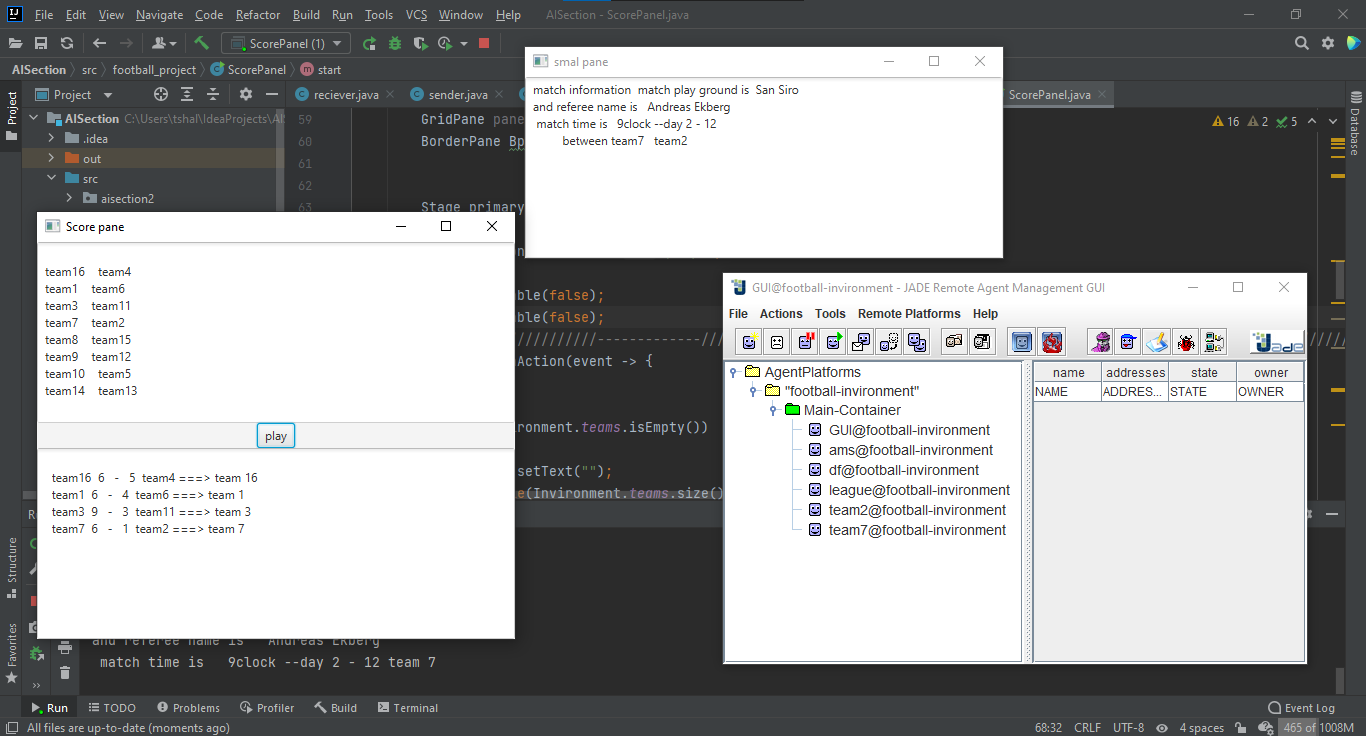 File Edit View Navigate Code Refactor Build Run Tools VCS Window Help AISection - ScorePanel.java
ScorePanel (1)
AISection src football_project ScorePanel start
Project
Project
reciever.java
sender.java
ScorePanel.java
AISection C:\Users\tshal\IdeaProjects\AI
.idea
out
src
aisection2
59 GridPane pane
60 BorderPane Bp
61
62
63 Stage primary
16 2 5
Database
smal pane
match information match play ground is San Siro
and referee name is Andreas Ekberg
match time is 9clock --day 2 - 12
between team7 team2
Score pane
team16 team4
team1 team6
team3 team11
team7 team2
team8 team15
team9 team12
team10 team5
team14 team13
play
team16 6 - 5 team4 ===> team 16
team1 6 - 4 team6 ===> team 1
team3 9 - 3 team11 ===> team 3
team7 6 - 1 team2 ===> team 7
ble(false);
ble(false);
Action(event -> {
ronment.teams.isEmpty())
setText("");
e(Invironment.teams.size()
GUI@football-invironment - JADE Remote Agent Management GUI
File Actions Tools Remote Platforms Help
Jade
AgentPlatforms
"football-invironment"
Main-Container
GUI@football-invironment
ams@football-invironment
df@football-invironment
league@football-invironment
team2@football-invironment
team7@football-invironment
name addresses state owner
NAME ADDRES... STATE OWNER
Structure
Favorites
and referee name is Andreas Ekberg
match time is 9clock --day 2 - 12 team 7
Run TODO Problems Profiler Build Terminal Event Log
All files are up-to-date (moments ago) 68:32 CRLF UTF-8 4 spaces 465 of 1008M